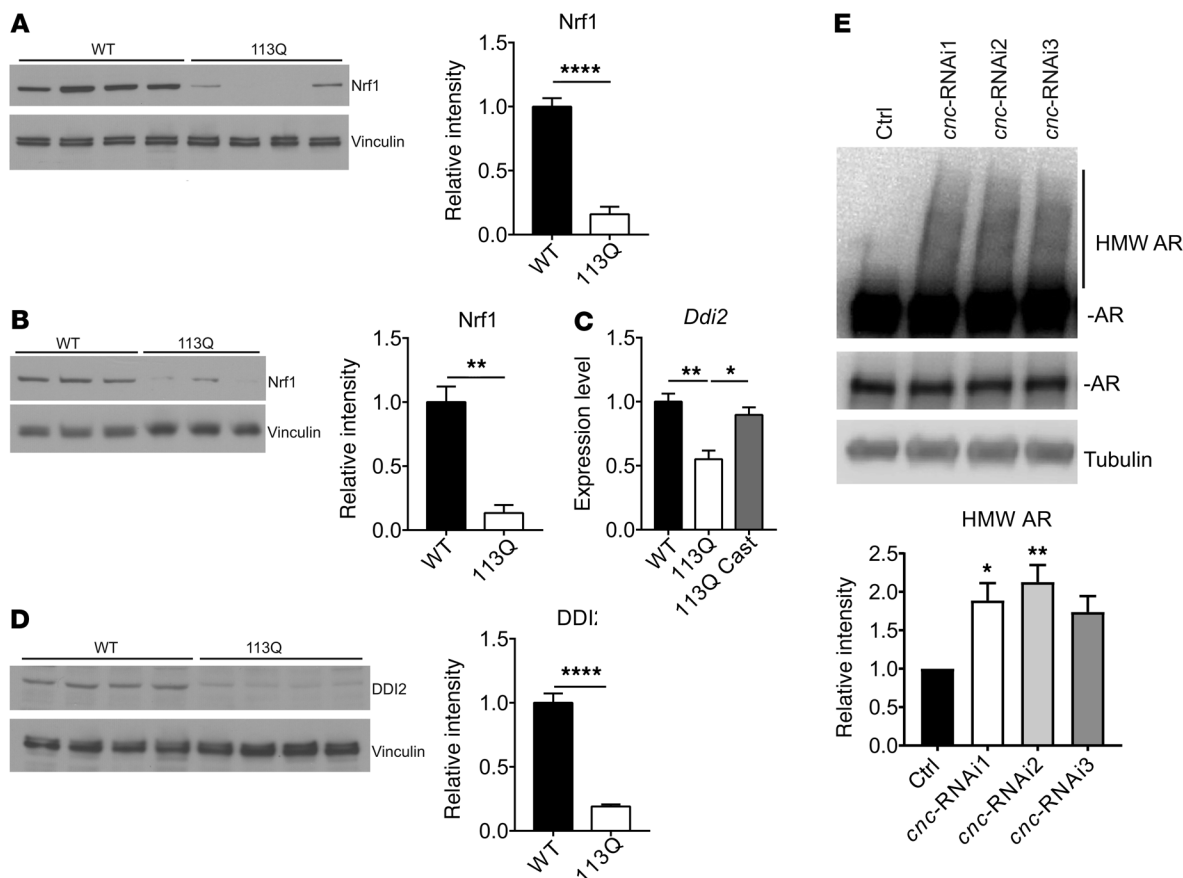 A
WT 113Q
Nrf1
Vinculin
Nrf1
Relative intensity
1.5
1.0
0.5
0.0
****
WT
113Q
B
WT 113Q
Nrf1
Vinculin
Nrf1
Relative intensity
1.5
1.0
0.5
0.0
**
WT
113Q
C
Ddi2
Expression level
1.5
1.0
0.5
0.0
** *
WT
113Q
113Q Cast
D
WT 113Q
DDI2
Vinculin
Relative intensity
1.5
1.0
0.5
0.0
****
WT
113Q
E
Ctrl
cnc-RNAi1
cnc-RNAi2
cnc-RNAi3
HMW AR
-AR
-AR
Tubulin
HMW AR
Relative intensity
2.5
2.0
1.5
1.0
0.5
0.0
*
**
Ctrl
cnc-RNAi1
cnc-RNAi2
cnc-RNAi3